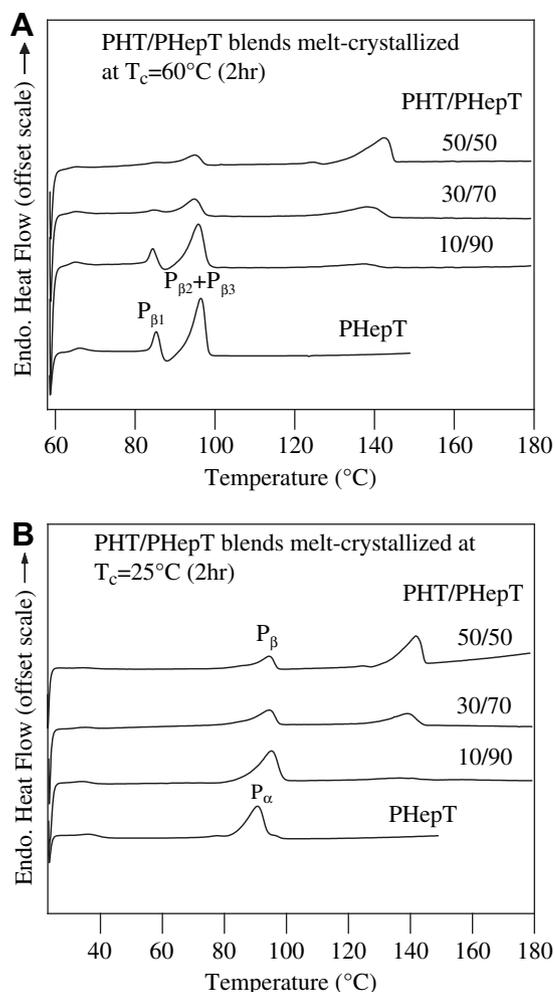 A
PHT/PHepT blends melt-crystallized
at Tc=60°C (2hr)
PHT/PHepT
50/50
30/70
10/90
Pβ2+Pβ3
Pβ1
PHepT
Endo. Heat Flow (offset scale)
60 80 100 120 140 160 180
Temperature (°C)
B
PHT/PHepT blends melt-crystallized at
Tc=25°C (2hr)
PHT/PHepT
Pβ
50/50
30/70
10/90
Pα
PHepT
Endo. Heat Flow (offset scale)
40 60 80 100 120 140 160 180
Temperature (°C)